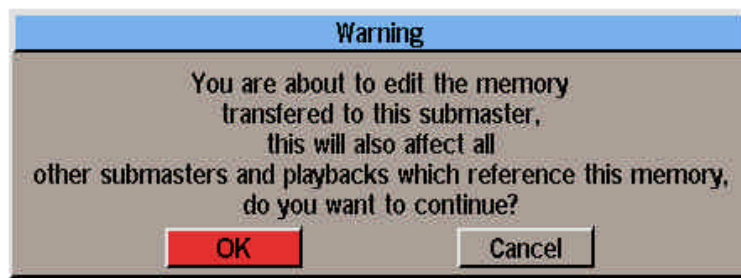 Warning
You are about to edit the memory
transfered to this submaster,
this will also affect all
other submasters and playbacks which reference this memory,
do you want to continue?
OK Cancel